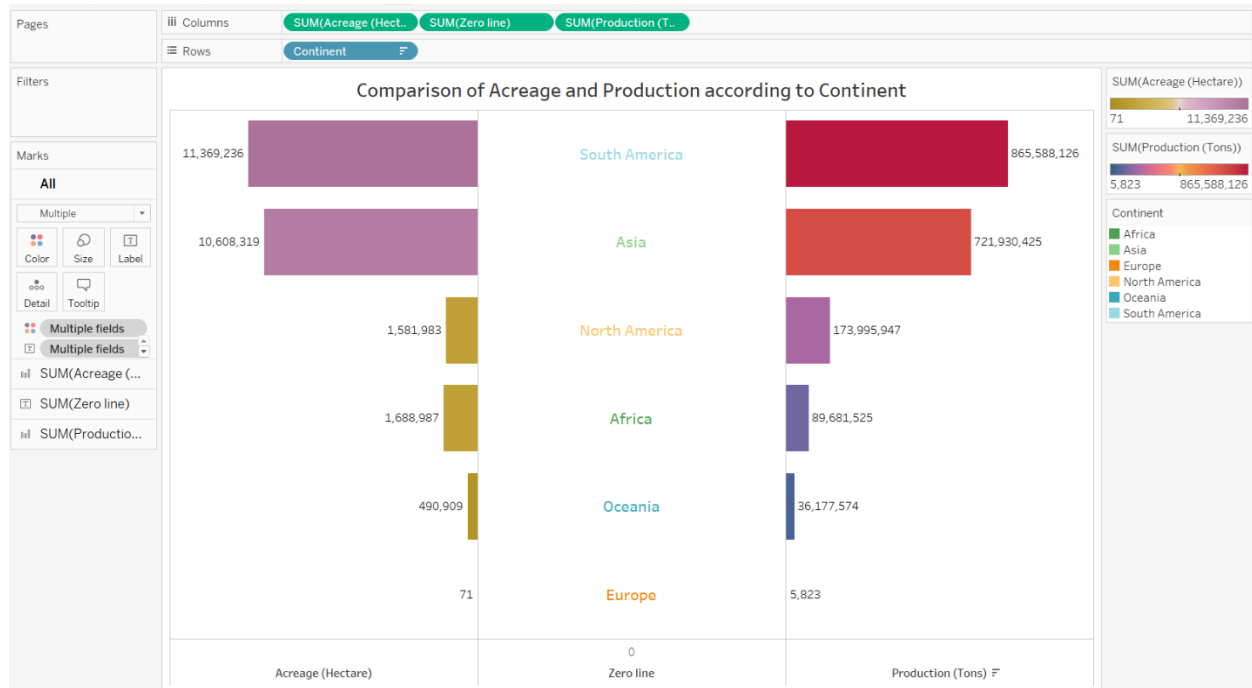 Pages
iii Columns
SUM(Acreage (Hect..
SUM(Zero line)
SUM(Production (T..
Rows
Continent
Filters
Marks
All
Multiple
Color
Size
Label
Detail
Tooltip
Multiple fields
Multiple fields
SUM(Acreage (...
SUM(Zero line)
SUM(Productio...
Comparison of Acreage and Production according to Continent
11,369,236
South America
865,588,126
10,608,319
Asia
721,930,425
1,581,983
North America
173,995,947
1,688,987
Africa
89,681,525
490,909
Oceania
36,177,574
71
Europe
5,823
0
Acreage (Hectare)
Zero line
Production (Tons)
SUM(Acreage (Hectare))
71 11,369,236
SUM(Production (Tons))
5,823 865,588,126
Continent
Africa
Asia
Europe
North America
Oceania
South America